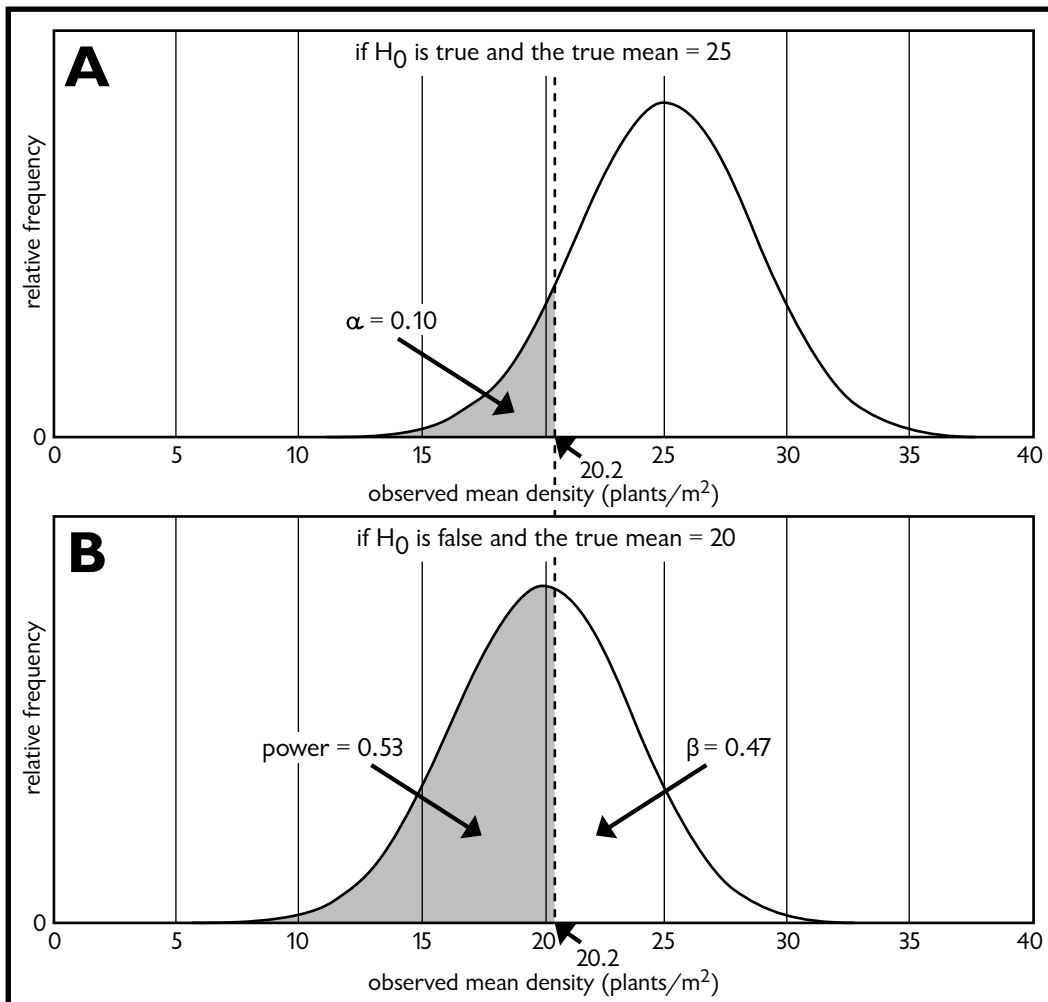 A
if H0 is true and the true mean = 25
relative frequency
α = 0.10
0
0 5 10 15 20 25 30 35 40
20.2
observed mean density (plants/m²)
B
if H0 is false and the true mean = 20
relative frequency
power = 0.53
β = 0.47
0
0 5 10 15 20 25 30 35 40
20.2
observed mean density (plants/m²)